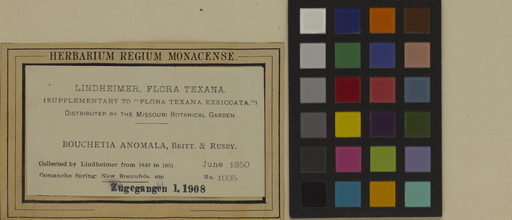 HERBARIUM REGIUM MONACENSE
LINDHEIMER, FLORA TEXANA.
(SUPPLEMENTARY TO "FLORA TEXANA EXSICCATA.")
DISTRIBUTED BY THE MISSOURI BOTANICAL GARDEN.
BOUCHETIA ANOMALA, BRITT. & RUSBY.
Collected by Lindheimer from 1849 to 1851. June 1850
Comanche Spring: New Braunfels, etc. No. 1035
Zugegangen 1.1908